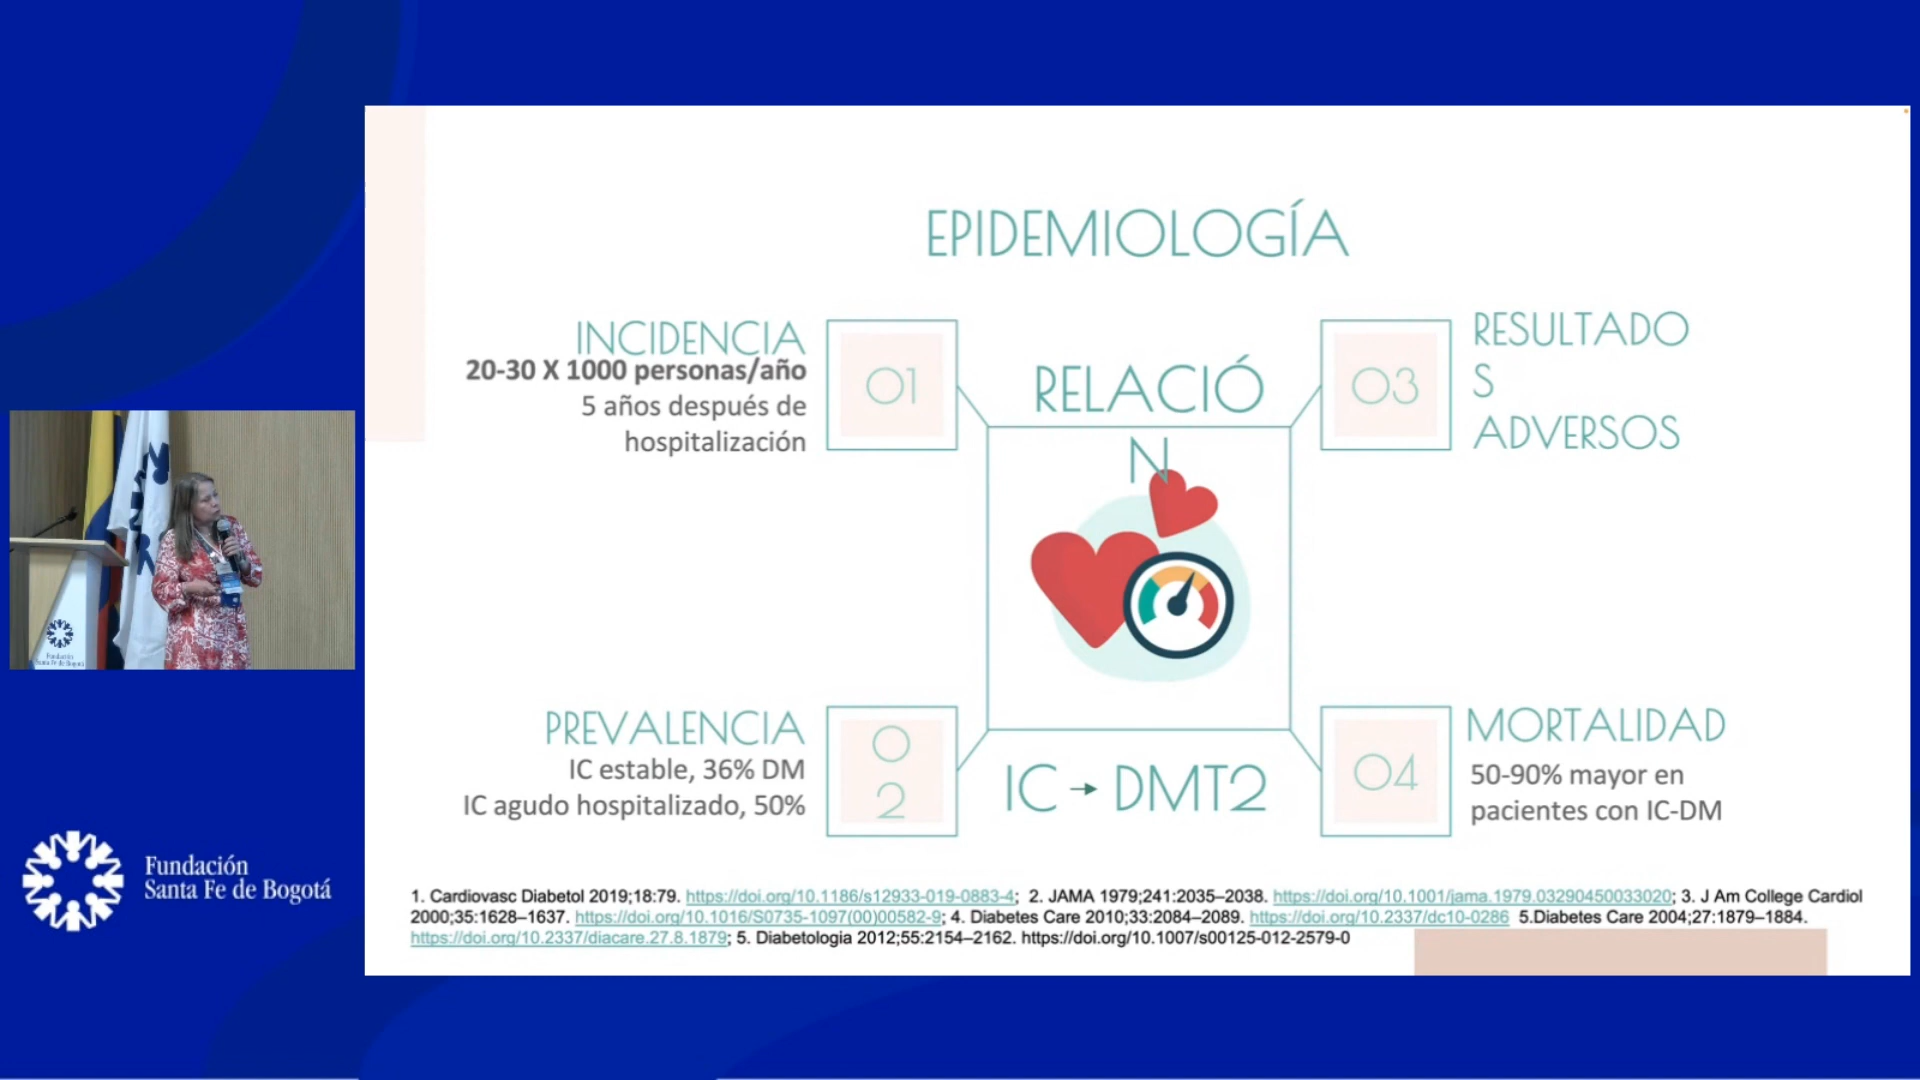 EPIDEMIOLOGÍA
INCIDENCIA
20-30 X 1000 personas/año
5 años después de
hospitalización
01
RELACIÓ
N
03
RESULTADO
S
ADVERSOS
PREVALENCIA
IC estable, 36% DM
IC agudo hospitalizado, 50%
0
2
IC → DMT2
04
MORTALIDAD
50-90% mayor en
pacientes con IC-DM
1. Cardiovasc Diabetol 2019;18:79. https://doi.org/10.1186/s12933-019-0883-4; 2. JAMA 1979;241:2035–2038. https://doi.org/10.1001/jama.1979.03290450033020; 3. J Am College Cardiol
2000;35:1628–1637. https://doi.org/10.1016/S0735-1097(00)00582-9; 4. Diabetes Care 2010;33:2084–2089. https://doi.org/10.2337/dc10-0286 5.Diabetes Care 2004;27:1879–1884.
https://doi.org/10.2337/diacare.27.8.1879; 5. Diabetologia 2012;55:2154–2162. https://doi.org/10.1007/s00125-012-2579-0
Fundación
Santa Fe de Bogotá
Fundación
Santa Fe de Bogotá